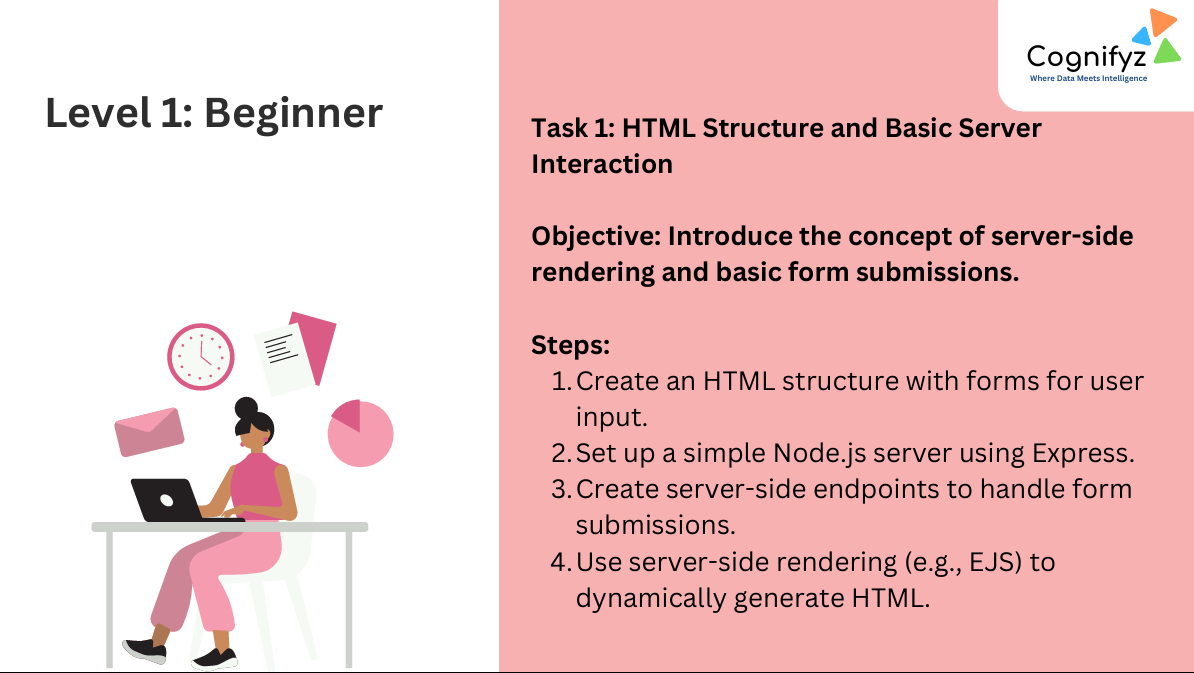 Level 1: Beginner
Cognifyz
Where Data Meets Intelligence
Task 1: HTML Structure and Basic Server
Interaction
Objective: Introduce the concept of server-side
rendering and basic form submissions.
Steps:
1. Create an HTML structure with forms for user
input.
2. Set up a simple Node.js server using Express.
3. Create server-side endpoints to handle form
submissions.
4. Use server-side rendering (e.g., EJS) to
dynamically generate HTML.